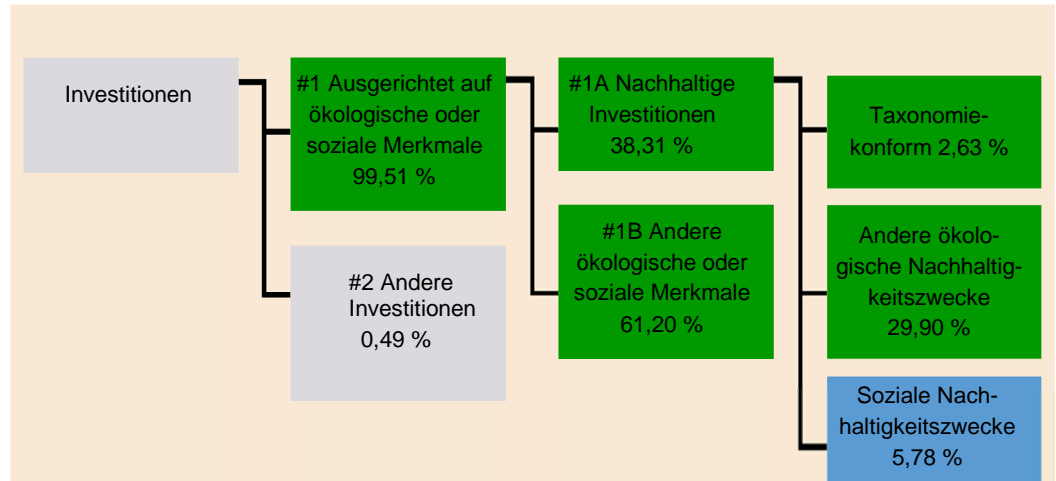 Investitionen
#1 Ausgerichtet auf
ökologische oder
soziale Merkmale
99,51 %
#2 Andere
Investitionen
0,49 %
#1A Nachhaltige
Investitionen
38,31 %
#1B Andere
ökologische oder
soziale Merkmale
61,20 %
Taxonomie-
konform 2,63 %
Andere ökolo-
gische Nachhaltig-
keitszwecke
29,90 %
Soziale Nach-
haltigkeitszwecke
5,78 %